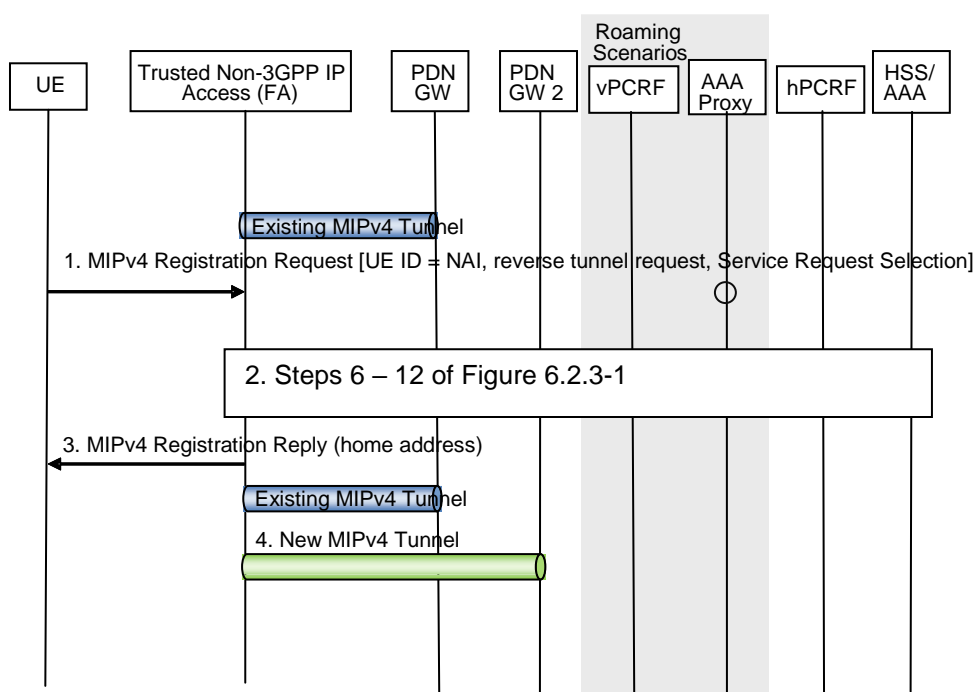 Roaming
Scenarios
UE
Trusted Non-3GPP IP
Access (FA)
PDN
GW
PDN
GW 2
vPCRF
AAA
Proxy
hPCRF
HSS/
AAA
Existing MIPv4 Tunnel
1. MIPv4 Registration Request [UE ID = NAI, reverse tunnel request, Service Request Selection]
2. Steps 6 – 12 of Figure 6.2.3-1
3. MIPv4 Registration Reply (home address)
Existing MIPv4 Tunnel
4. New MIPv4 Tunnel